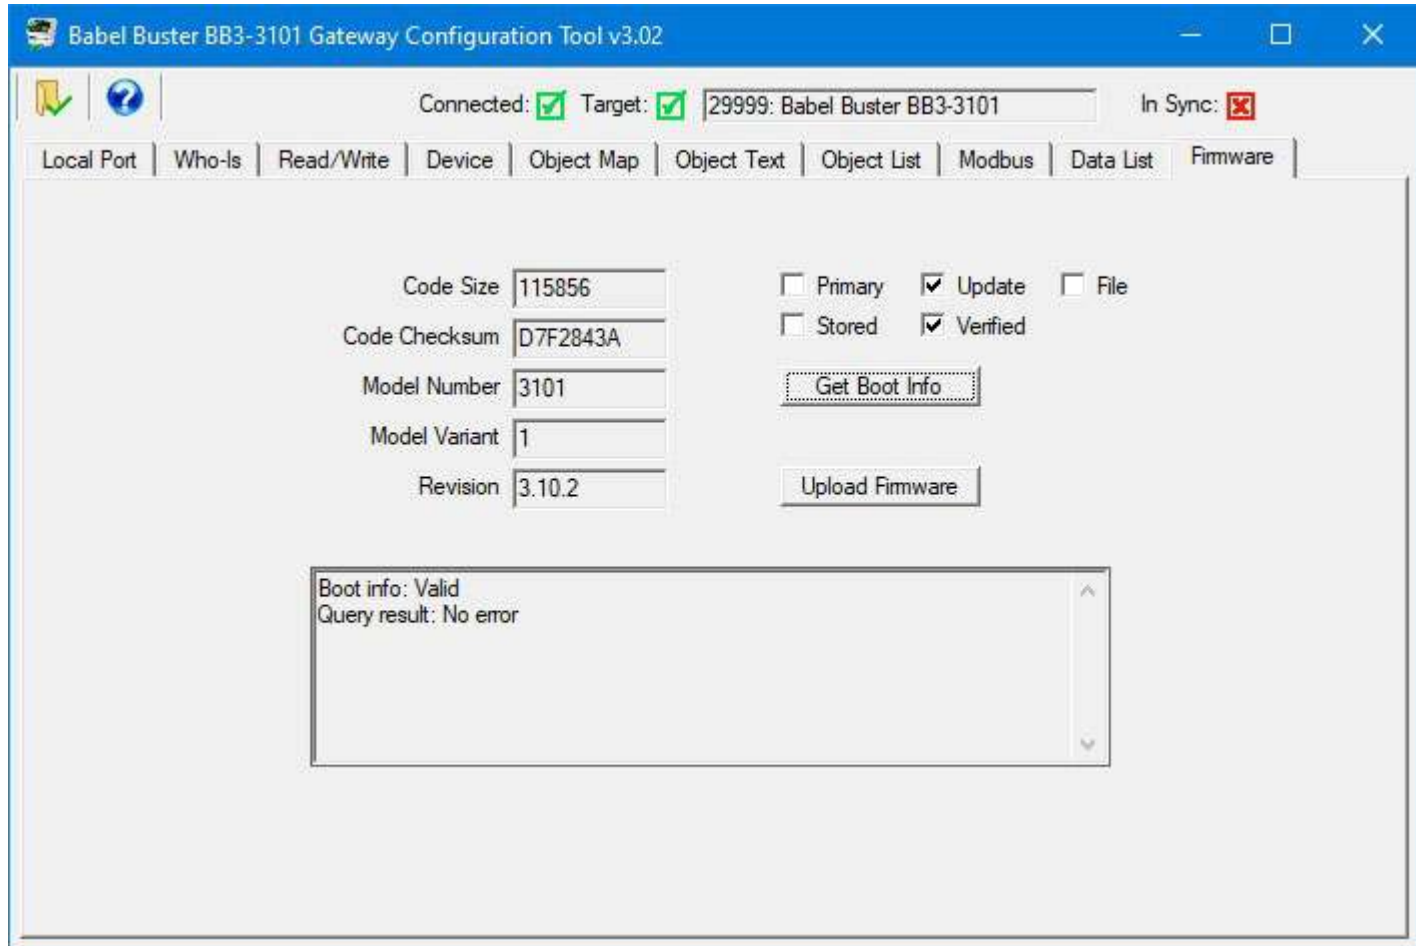 Babel Buster BB3-3101 Gateway Configuration Tool v3.02
Connected: Target: 29999: Babel Buster BB3-3101 In Sync:
Local Port Who-Is Read/Write Device Object Map Object Text Object List Modbus Data List Firmware
Code Size 115856 Primary Update File
Code Checksum D7F2843A Stored Verified
Model Number 3101 Get Boot Info
Model Variant 1
Revision 3.10.2 Upload Firmware
Boot info: Valid
Query result: No error